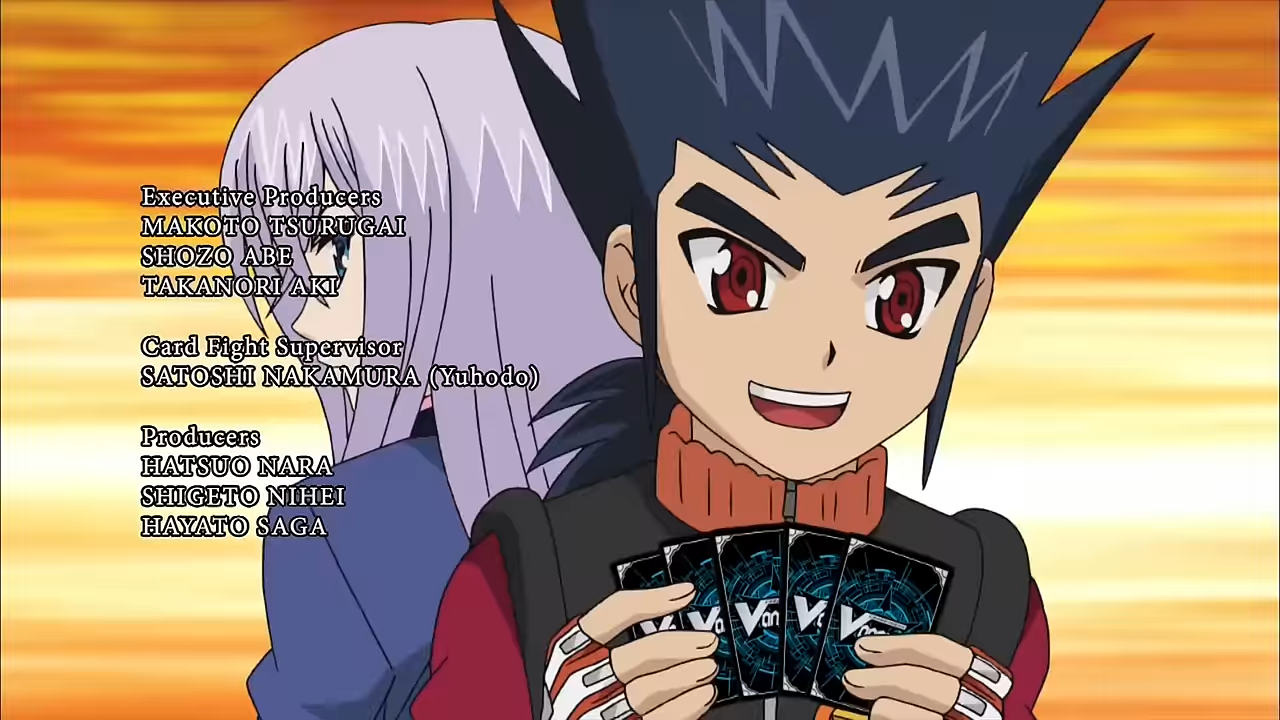 Executive Producers
MAKOTO TSURUGAI
SHOZO ABE
TAKANORI AKI
Card Fight Supervisor
SATOSHI NAKAMURA (Yuhodo)
Producers
HATSUO NARA
SHIGETO NIHEI
HAYATO SAGA